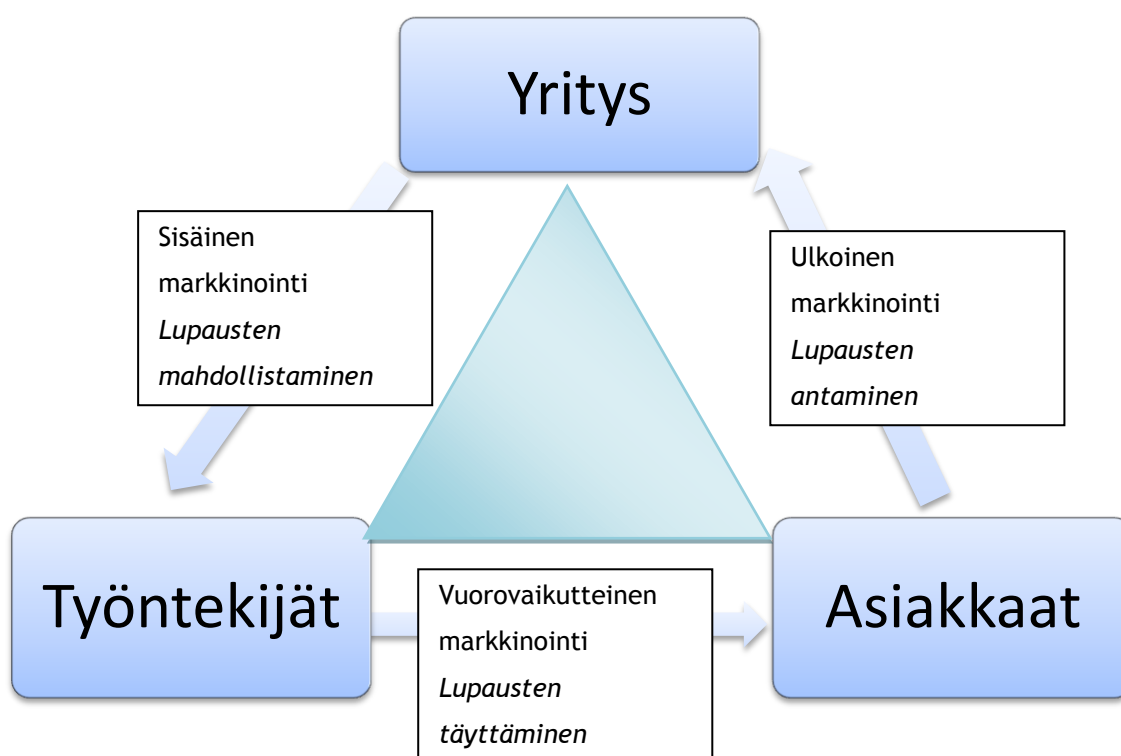 Yritys
Sisäinen
markkinointi
Lupausten
mahdollistaminen
Ulkoinen
markkinointi
Lupausten
antaminen
Työntekijät
Vuorovaikutteinen
markkinointi
Lupausten
täyttäminen
Asiakkaat